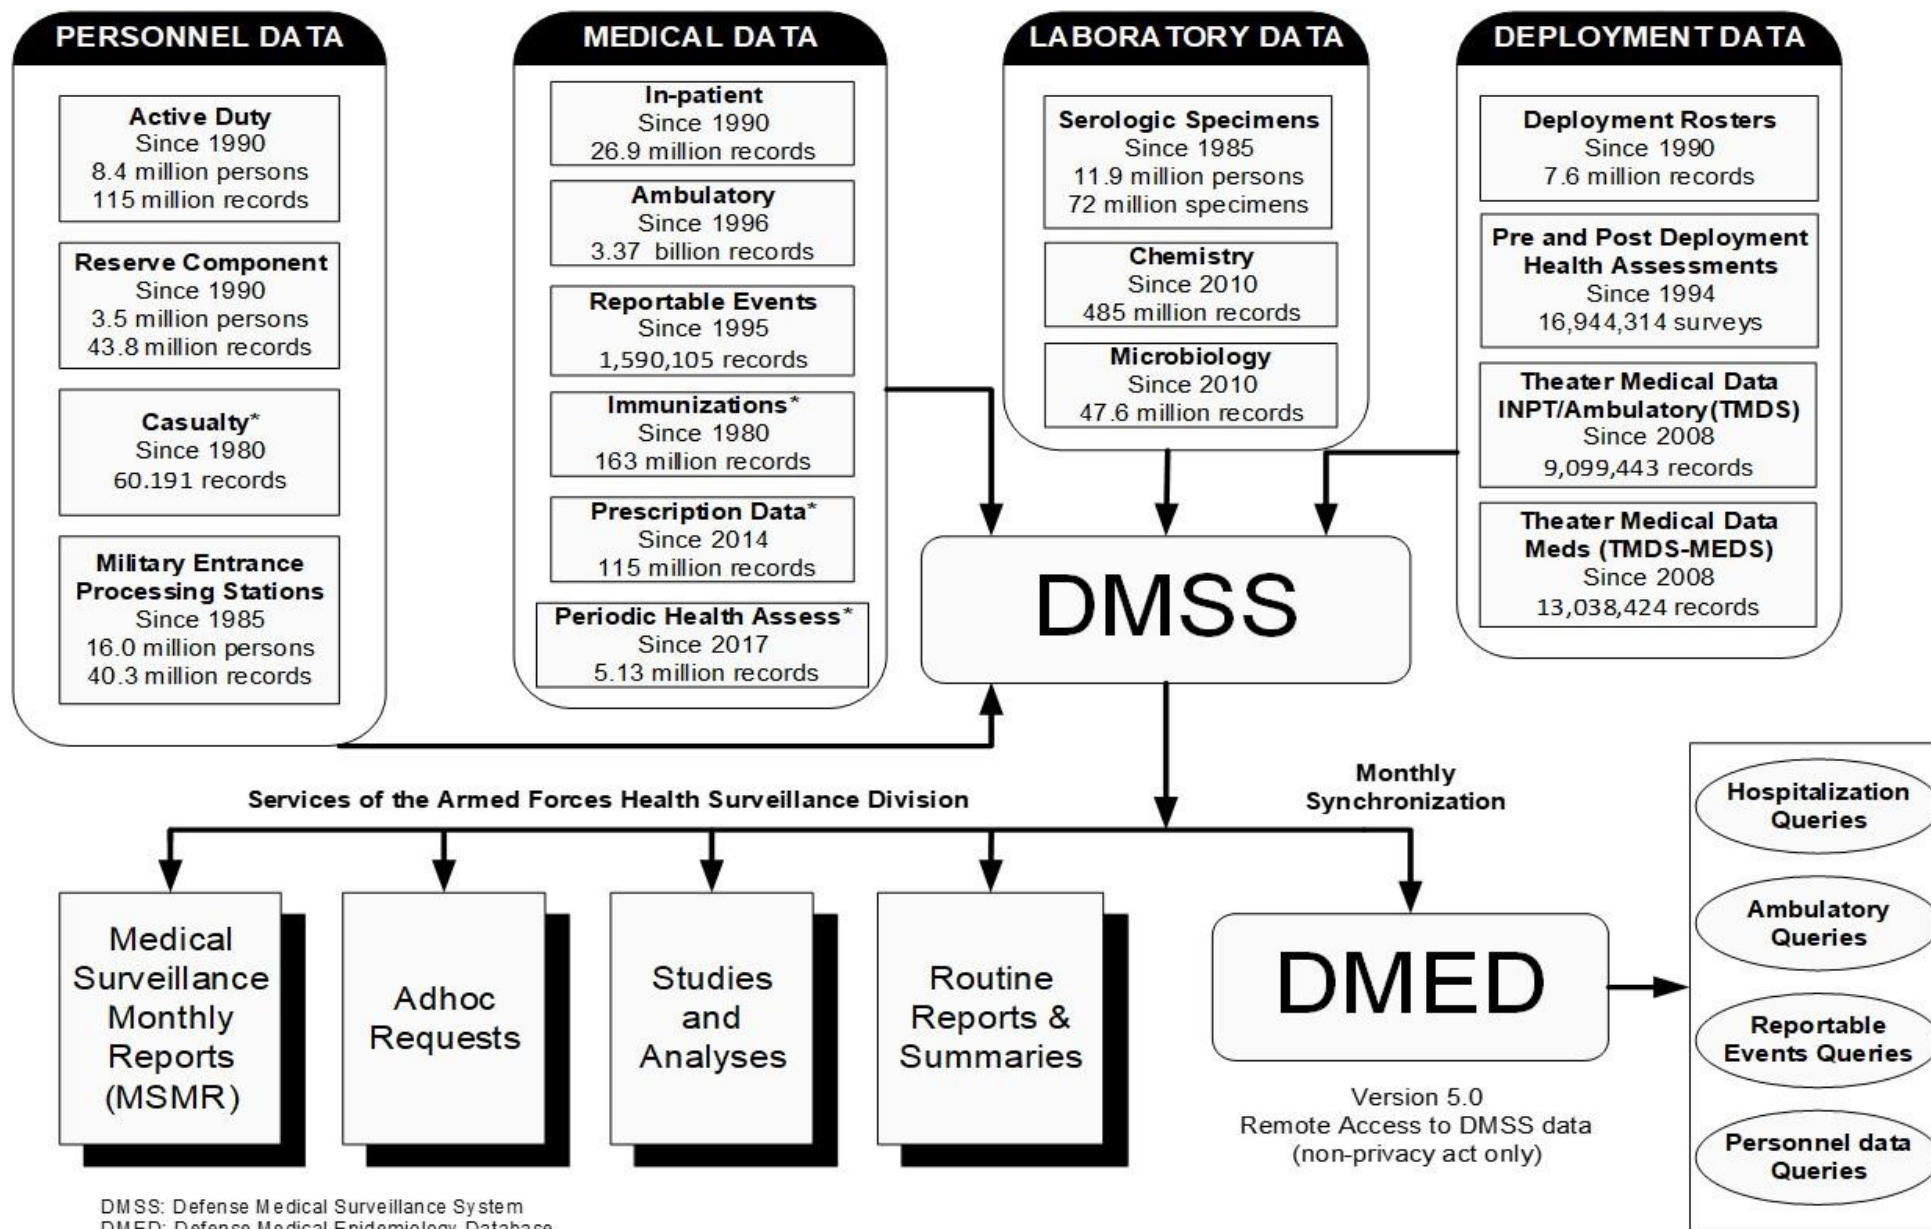 PERSONNEL DATA
Active Duty
Since 1990
8.4 million persons
115 million records
Reserve Component
Since 1990
3.5 million persons
43.8 million records
Casualty*
Since 1980
60.191 records
Military Entrance
Processing Stations
Since 1985
16.0 million persons
40.3 million records
MEDICAL DATA
In-patient
Since 1990
26.9 million records
Ambulatory
Since 1996
3.37 billion records
Reportable Events
Since 1995
1,590,105 records
Immunizations*
Since 1980
163 million records
Prescription Data*
Since 2014
115 million records
Periodic Health Assess*
Since 2017
5.13 million records
LABORATORY DATA
Serologic Specimens
Since 1985
11.9 million persons
72 million specimens
Chemistry
Since 2010
485 million records
Microbiology
Since 2010
47.6 million records
DEPLOYMENT DATA
Deployment Rosters
Since 1990
7.6 million records
Pre and Post Deployment
Health Assessments
Since 1994
16,944,314 surveys
Theater Medical Data
INPT/Ambulatory(TMDS)
Since 2008
9,099,443 records
Theater Medical Data
Meds (TMDS-MEDS)
Since 2008
13,038,424 records
DMSS
Services of the Armed Forces Health Surveillance Division
Monthly
Synchronization
Medical
Surveillance
Monthly
Reports
(MSMR)
Adhoc
Requests
Studies
and
Analyses
Routine
Reports &
Summaries
DMED
Version 5.0
Remote Access to DMSS data
(non-privacy act only)
Hospitalization
Queries
Ambulatory
Queries
Reportable
Events Queries
Personnel data
Queries
DMSS: Defense Medical Surveillance System
DMED: Defense Medical Epidemiology Database